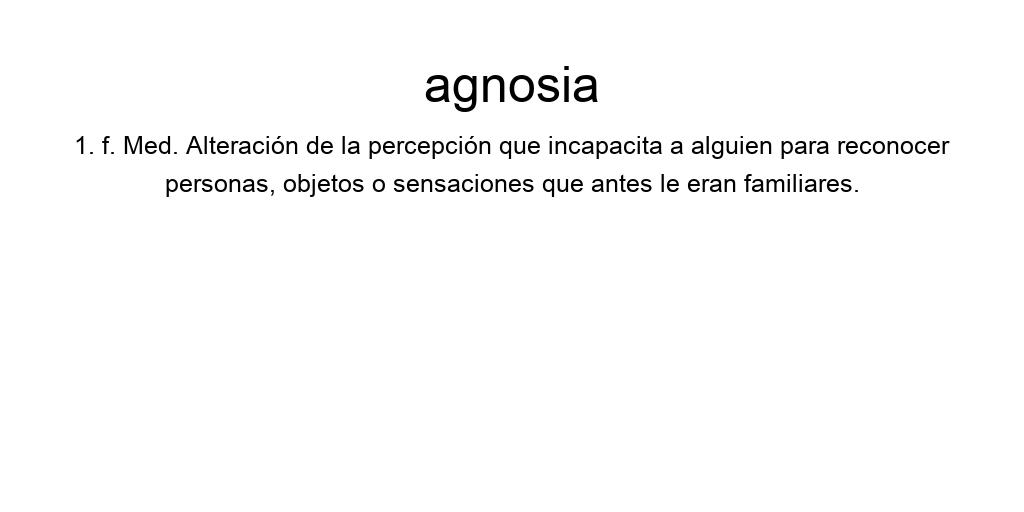 agnosia
1. f. Med. Alteración de la percepción que incapacita a alguien para reconocer
personas, objetos o sensaciones que antes le eran familiares.